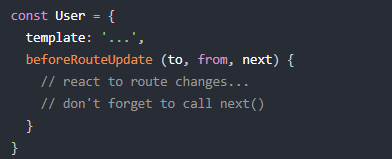 const User = {
  template: '...',
  beforeRouteUpdate (to, from, next) {
    // react to route changes...
    // don't forget to call next()
  }
}